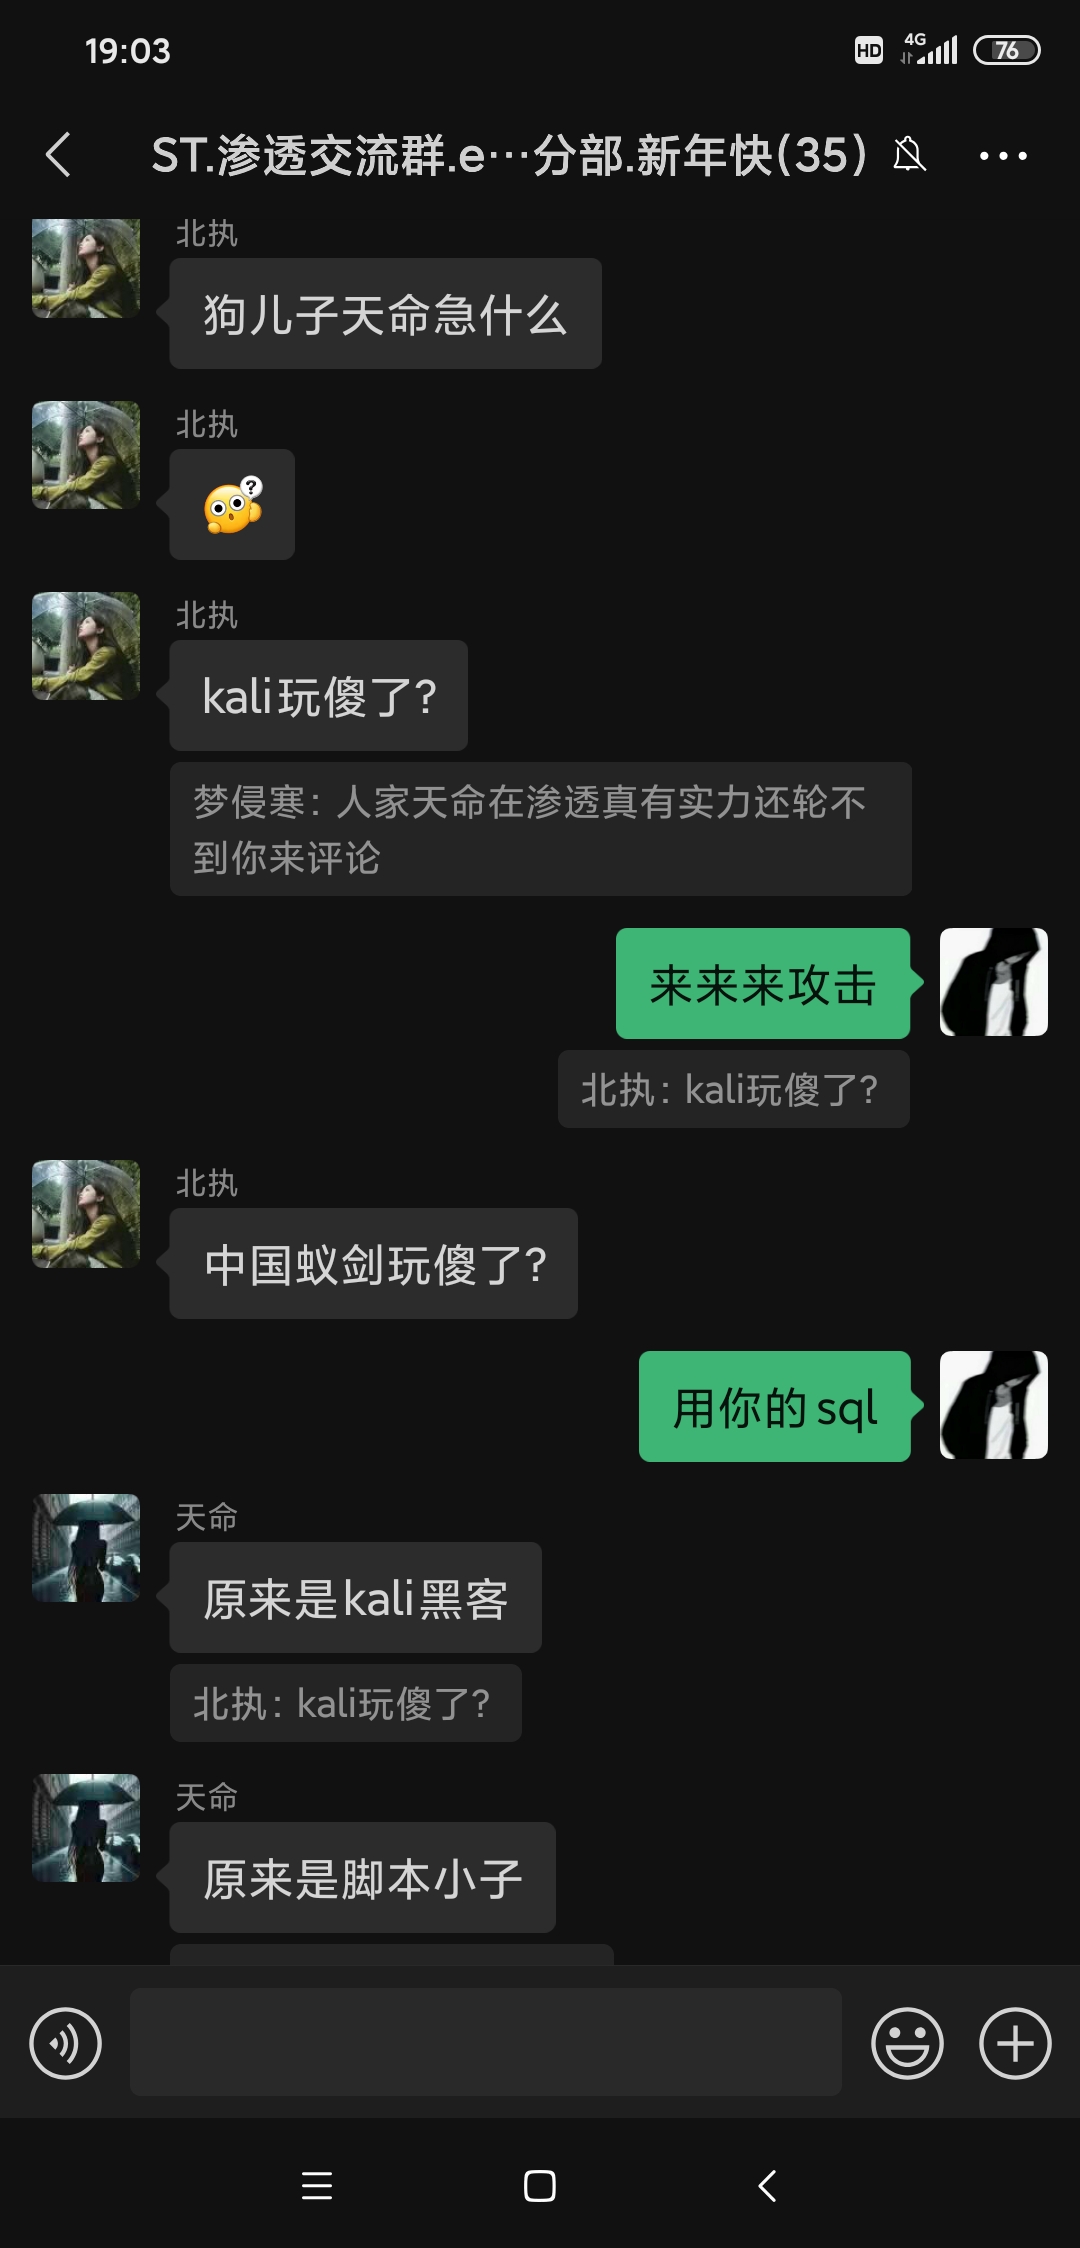 19:03
HD 4G 76
ST.渗透交流群.e…分部.新年快(35)
北执
狗儿子天命急什么
北执
?
北执
kali玩傻了?
梦侵寒: 人家天命在渗透真有实力还轮不
到你来评论
来来来攻击
北执: kali玩傻了?
北执
中国蚁剑玩傻了?
用你的sql
天命
原来是kali黑客
北执: kali玩傻了?
天命
原来是脚本小子